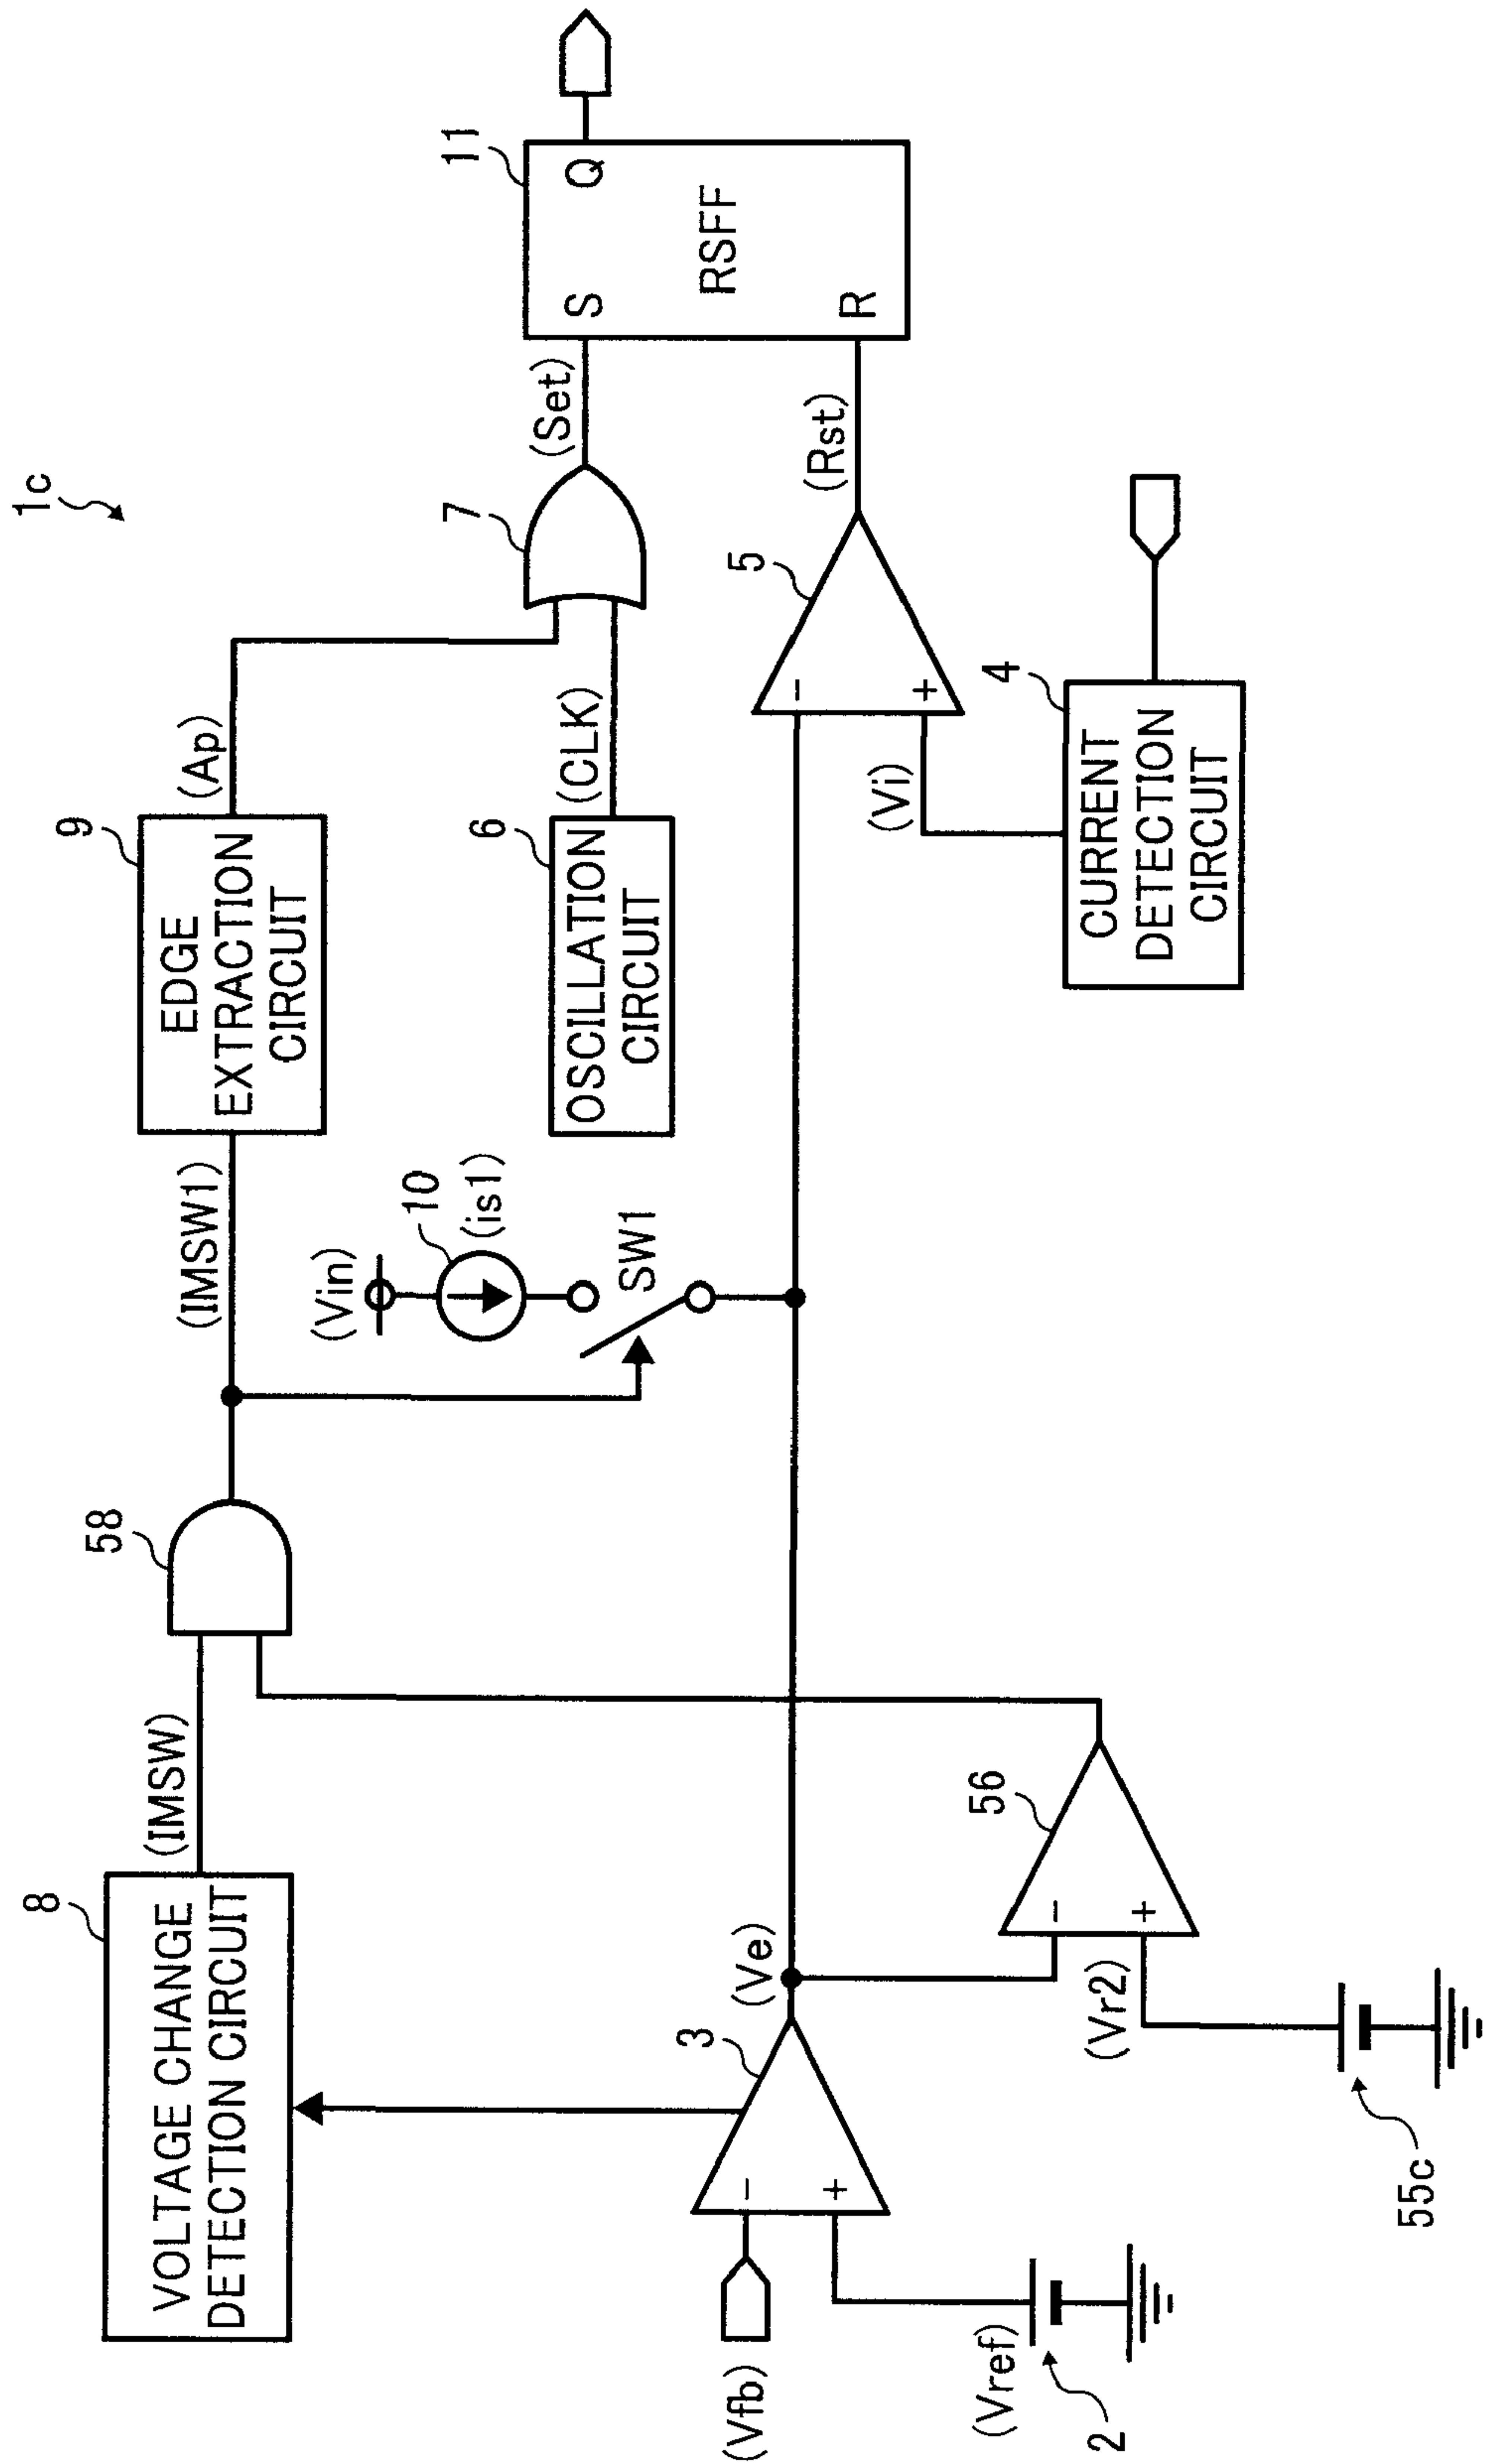 1c
8
VOLTAGE CHANGE
DETECTION CIRCUIT
(IMSW)
58
(IMSW1)
9
EDGE
EXTRACTION
CIRCUIT
(Ap)
(Vin)
10
(is1)
SW1
6
OSCILLATION
CIRCUIT
(CLK)
7
(Set)
11
S
Q
RSFF
R
(Rst)
5
-
+
(Vi)
4
CURRENT
DETECTION
CIRCUIT
(Vfb)
3
-
+
(Ve)
(Vref)
2
56
-
+
(Vr2)
55c